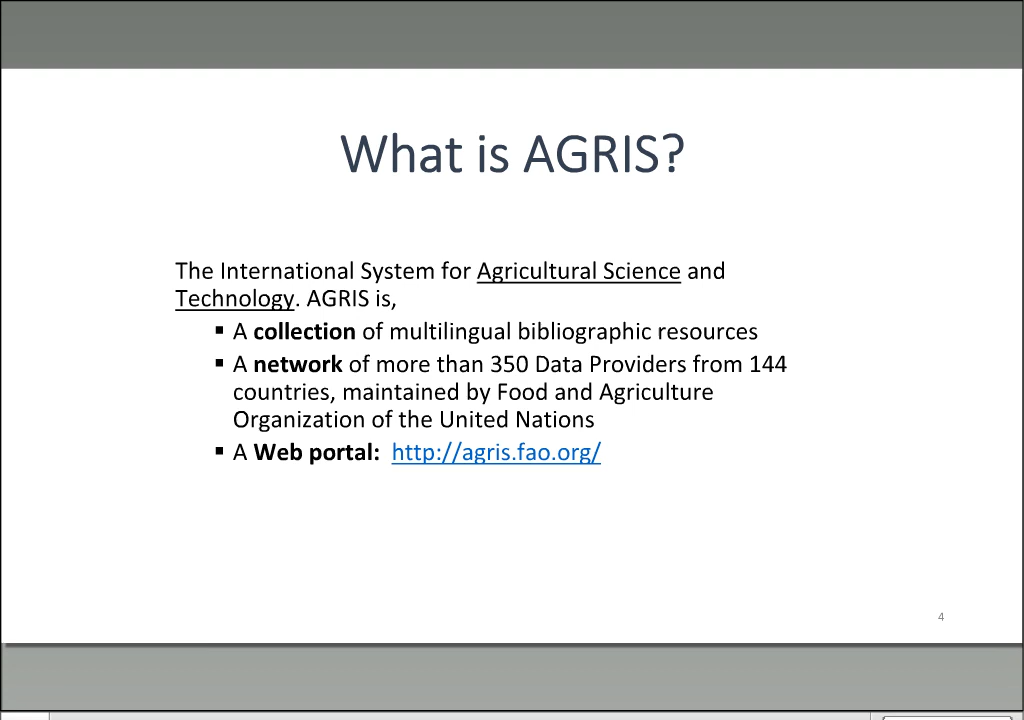 What is AGRIS?
The International System for Agricultural Science and
Technology. AGRIS is,
▪ A collection of multilingual bibliographic resources
▪ A network of more than 350 Data Providers from 144
countries, maintained by Food and Agriculture
Organization of the United Nations
▪ A Web portal: http://agris.fao.org/
4